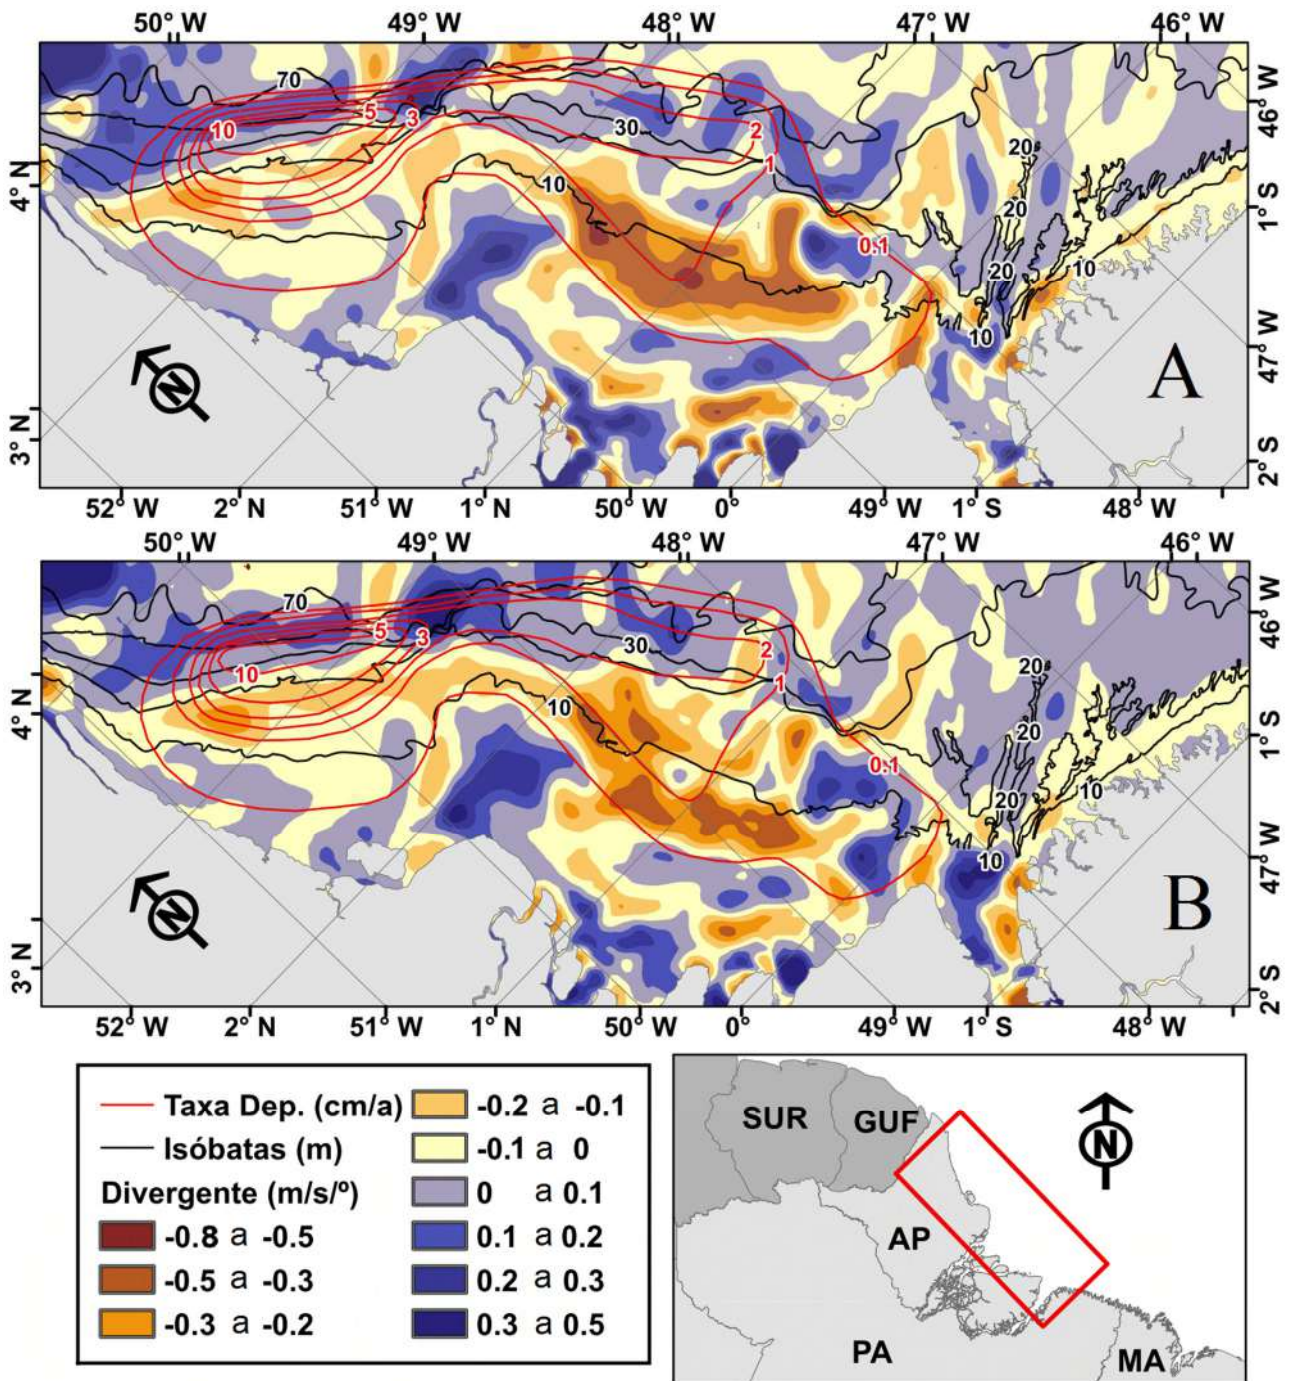 50° W 49° W 48° W 47° W 46° W
46° W
1° S
47° W
2° S
4° N
3° N
70
5
3
10
30
2
1
10
0.1
20
20
20
10
10
N
A
52° W 2° N 51° W 1° N 50° W 0° 49° W 1° S 48° W
50° W 49° W 48° W 47° W 46° W
46° W
1° S
47° W
2° S
4° N
3° N
70
5
3
10
30
2
1
10
0.1
20
20
20
10
10
N
B
52° W 2° N 51° W 1° N 50° W 0° 49° W 1° S 48° W
Taxa Dep. (cm/a)
Isóbatas (m)
Divergente (m/s/º)
-0.8 a -0.5
-0.5 a -0.3
-0.3 a -0.2
-0.2 a -0.1
-0.1 a 0
0 a 0.1
0.1 a 0.2
0.2 a 0.3
0.3 a 0.5
SUR
GUF
AP
PA
MA
N